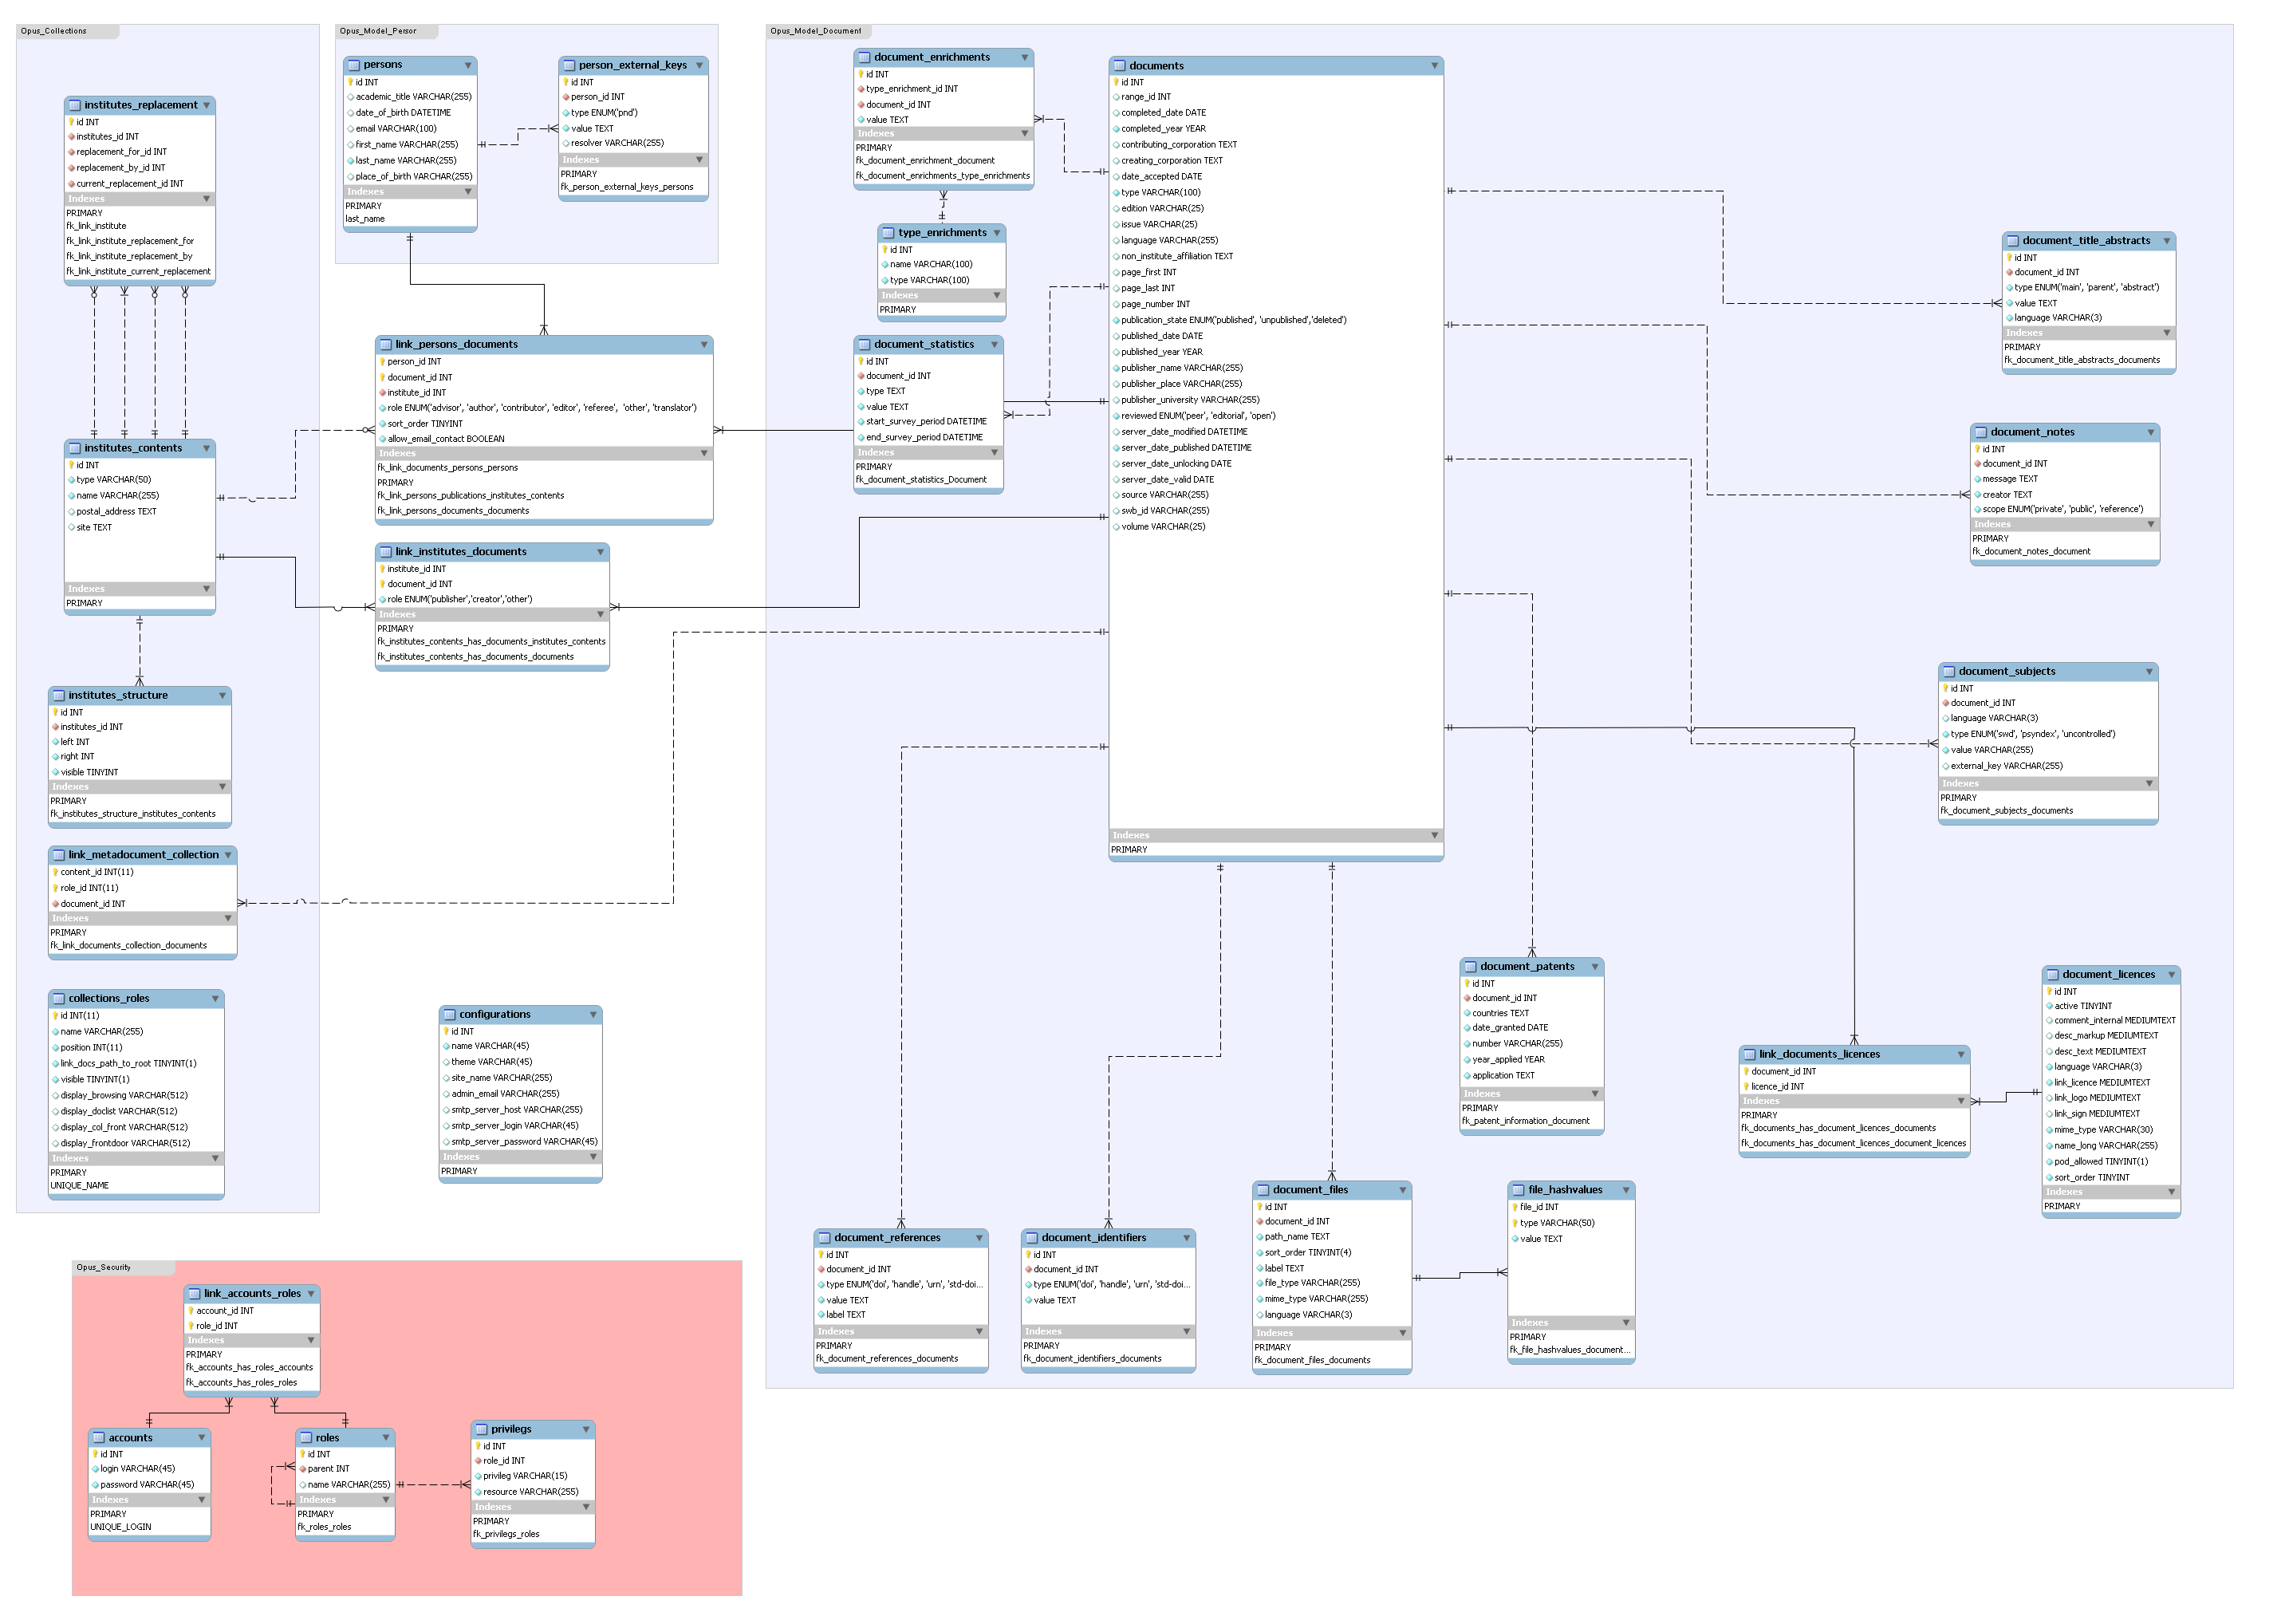 Opus_Collections
institutes_replacement
id INT
institutes_id INT
replacement_for_id INT
replacement_by_id INT
current_replacement_id INT
Indexes
PRIMARY
fk_link_institute
fk_link_institute_replacement_for
fk_link_institute_replacement_by
fk_link_institute_current_replacement
institutes_contents
id INT
type VARCHAR(50)
name VARCHAR(255)
postal_address TEXT
site TEXT
Indexes
PRIMARY
institutes_structure
id INT
institutes_id INT
left INT
right INT
visible TINYINT
Indexes
PRIMARY
fk_institutes_structure_institutes_contents
link_metadocument_collection
content_id INT(11)
role_id INT(11)
document_id INT
Indexes
PRIMARY
fk_link_documents_collection_documents
collections_roles
id INT(11)
name VARCHAR(255)
position INT(11)
link_docs_path_to_root TINYINT(1)
visible TINYINT(1)
display_browsing VARCHAR(512)
display_doclist VARCHAR(512)
display_col_front VARCHAR(512)
display_frontdoor VARCHAR(512)
Indexes
PRIMARY
UNIQUE_NAME
Opus_Model_Person
persons
id INT
academic_title VARCHAR(255)
date_of_birth DATETIME
email VARCHAR(100)
first_name VARCHAR(255)
last_name VARCHAR(255)
place_of_birth VARCHAR(255)
Indexes
PRIMARY
last_name
person_external_keys
id INT
person_id INT
type ENUM('pnd')
value TEXT
resolver VARCHAR(255)
Indexes
PRIMARY
fk_person_external_keys_persons
link_persons_documents
person_id INT
document_id INT
institute_id INT
role ENUM('advisor', 'author', 'contributor', 'editor', 'referee', 'other', 'translator')
sort_order TINYINT
allow_email_contact BOOLEAN
Indexes
fk_link_documents_persons_persons
PRIMARY
fk_link_persons_publications_institutes_contents
fk_link_persons_documents_documents
link_institutes_documents
institute_id INT
document_id INT
role ENUM('publisher','creator','other')
Indexes
PRIMARY
fk_institutes_contents_has_documents_institutes_contents
fk_institutes_contents_has_documents_documents
configurations
id INT
name VARCHAR(45)
theme VARCHAR(45)
site_name VARCHAR(255)
admin_email VARCHAR(255)
smtp_server_host VARCHAR(255)
smtp_server_login VARCHAR(45)
smtp_server_password VARCHAR(45)
Indexes
PRIMARY
Opus_Model_Document
document_enrichments
id INT
type_enrichment_id INT
document_id INT
value TEXT
Indexes
PRIMARY
fk_document_enrichment_document
fk_document_enrichments_type_enrichments
type_enrichments
id INT
name VARCHAR(100)
type VARCHAR(100)
Indexes
PRIMARY
document_statistics
id INT
document_id INT
type TEXT
value TEXT
start_survey_period DATETIME
end_survey_period DATETIME
Indexes
PRIMARY
fk_document_statistics_Document
documents
id INT
range_id INT
completed_date DATE
completed_year YEAR
contributing_corporation TEXT
creating_corporation TEXT
date_accepted DATE
type VARCHAR(100)
edition VARCHAR(25)
issue VARCHAR(25)
language VARCHAR(255)
non_institute_affiliation TEXT
page_first INT
page_last INT
page_number INT
publication_state ENUM('published', 'unpublished','deleted')
published_date DATE
published_year YEAR
publisher_name VARCHAR(255)
publisher_place VARCHAR(255)
publisher_university VARCHAR(255)
reviewed ENUM('peer', 'editorial', 'open')
server_date_modified DATETIME
server_date_published DATETIME
server_date_unlocking DATE
server_date_valid DATE
source VARCHAR(255)
swb_id VARCHAR(255)
volume VARCHAR(25)
Indexes
PRIMARY
document_title_abstracts
id INT
document_id INT
type ENUM('main', 'parent', 'abstract')
value TEXT
language VARCHAR(3)
Indexes
PRIMARY
fk_document_title_abstracts_documents
document_notes
id INT
document_id INT
message TEXT
creator TEXT
scope ENUM('private', 'public', 'reference')
Indexes
PRIMARY
fk_document_notes_document
document_subjects
id INT
document_id INT
language VARCHAR(3)
type ENUM('swd', 'psyndex', 'uncontrolled')
value VARCHAR(255)
external_key VARCHAR(255)
Indexes
PRIMARY
fk_document_subjects_documents
document_patents
id INT
document_id INT
countries TEXT
date_granted DATE
number VARCHAR(255)
year_applied YEAR
application TEXT
Indexes
PRIMARY
fk_patent_information_document
link_documents_licences
document_id INT
licence_id INT
Indexes
PRIMARY
fk_documents_has_document_licences_documents
fk_documents_has_document_licences_document_licences
document_licences
id INT
active TINYINT
comment_internal MEDIUMTEXT
desc_markup MEDIUMTEXT
desc_text MEDIUMTEXT
language VARCHAR(3)
link_licence MEDIUMTEXT
link_logo MEDIUMTEXT
link_sign MEDIUMTEXT
mime_type VARCHAR(30)
name_long VARCHAR(255)
pod_allowed TINYINT(1)
sort_order TINYINT
Indexes
PRIMARY
document_references
id INT
document_id INT
type ENUM('doi', 'handle', 'urn', 'std-doi...
value TEXT
label TEXT
Indexes
PRIMARY
fk_document_references_documents
document_identifiers
id INT
document_id INT
type ENUM('doi', 'handle', 'urn', 'std-doi...
value TEXT
Indexes
PRIMARY
fk_document_identifiers_documents
document_files
id INT
document_id INT
path_name TEXT
sort_order TINYINT(4)
label TEXT
file_type VARCHAR(255)
mime_type VARCHAR(255)
language VARCHAR(3)
Indexes
PRIMARY
fk_document_files_documents
file_hashvalues
file_id INT
type VARCHAR(50)
value TEXT
Indexes
PRIMARY
fk_file_hashvalues_document...
Opus_Security
link_accounts_roles
account_id INT
role_id INT
Indexes
PRIMARY
fk_accounts_has_roles_accounts
fk_accounts_has_roles_roles
accounts
id INT
login VARCHAR(45)
password VARCHAR(45)
Indexes
PRIMARY
UNIQUE_LOGIN
roles
id INT
parent INT
name VARCHAR(255)
Indexes
PRIMARY
fk_roles_roles
privilegs
id INT
role_id INT
privileg VARCHAR(15)
resource VARCHAR(255)
Indexes
PRIMARY
fk_privilegs_roles